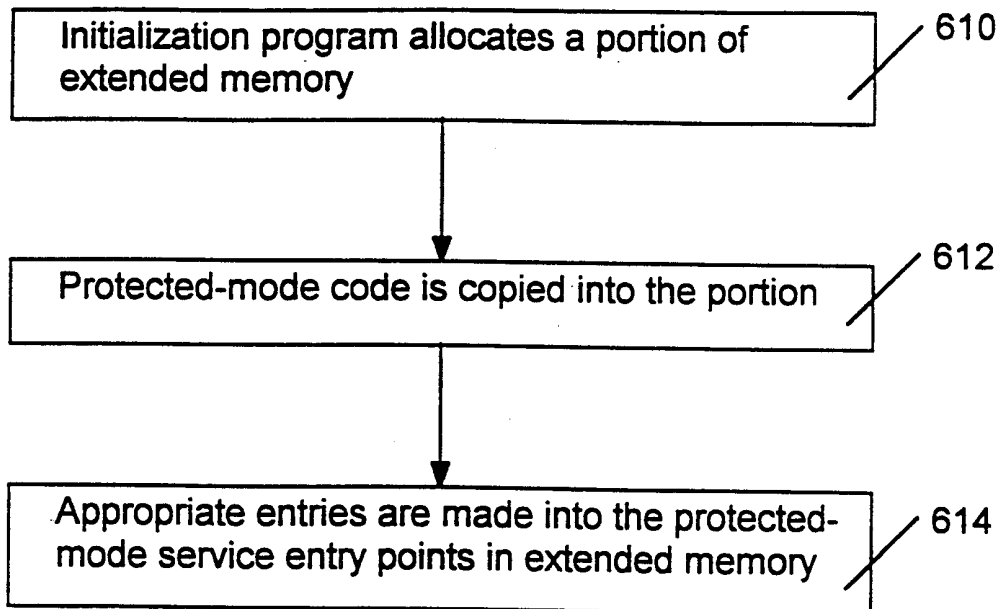 Initialization program allocates a portion of
extended memory
610
Protected-mode code is copied into the portion
612
Appropriate entries are made into the protected-
mode service entry points in extended memory
614